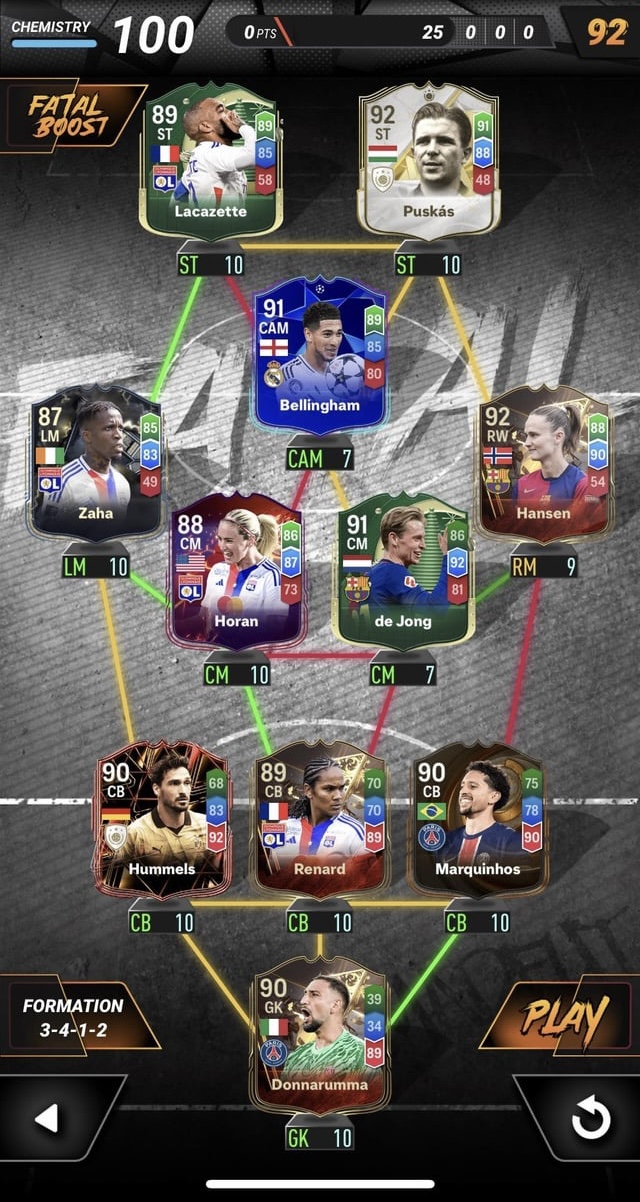 CHEMISTRY 100 0 PTS 25 0 0 0 92
FATAL
BOOST
89
ST
89
85
58
Lacazette
92
ST
91
88
48
Puskás
ST 10
ST 10
91
CAM
89
85
80
Bellingham
CAM 7
87
LM
85
83
49
Zaha
LM 10
92
RW
88
90
54
Hansen
RM 9
88
CM
86
87
73
Horan
CM 10
91
CM
86
92
81
de Jong
CM 7
90
CB
68
83
92
Hummels
CB 10
89
CB
70
70
89
Renard
CB 10
90
CB
75
78
90
Marquinhos
CB 10
90
GK
39
34
89
Donnarumma
GK 10
FORMATION
3-4-1-2
PLAY